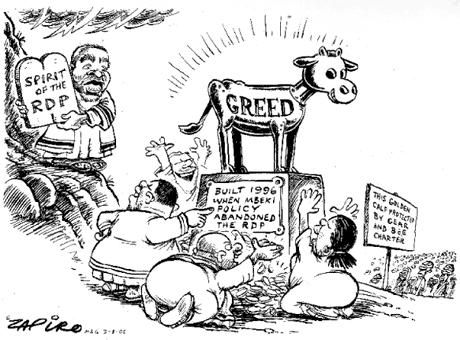 SPIRIT
OF THE
RDP
GREED
BUILT 1996
WHEN MBEKI
POLICY
ABANDONED
THE RDP
THIS GOLDEN
CALF PROTECTED
BY GEAR
AND BEE
CHARTER
ZAPIRO M&G